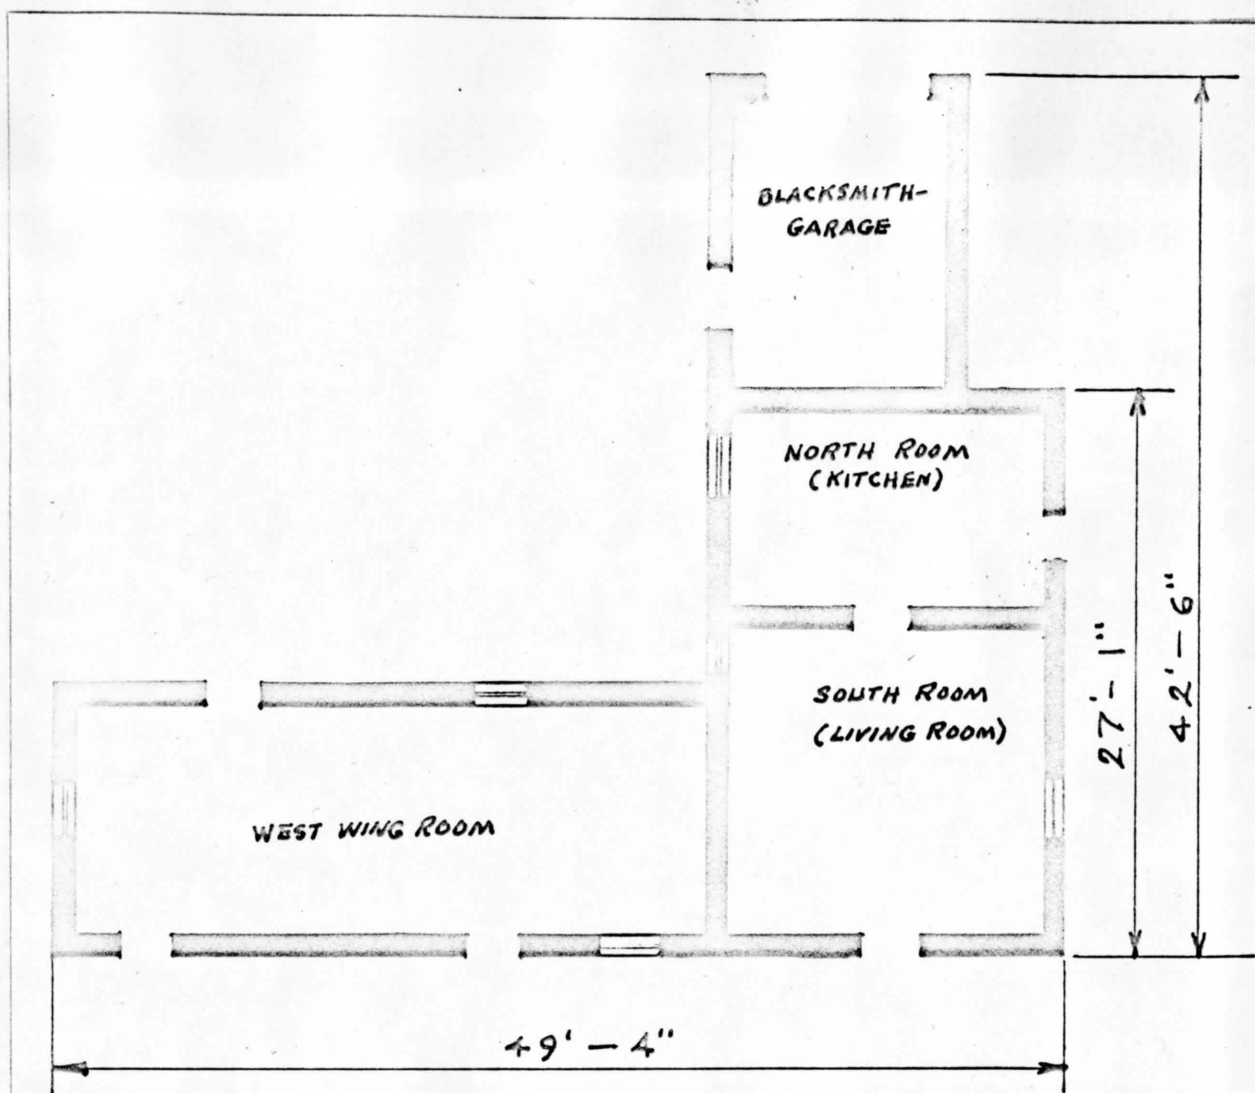 BLACKSMITH-
GARAGE
NORTH ROOM
(KITCHEN)
SOUTH ROOM
(LIVING ROOM)
WEST WING ROOM
27'-1"
42'-6"
49'-4"